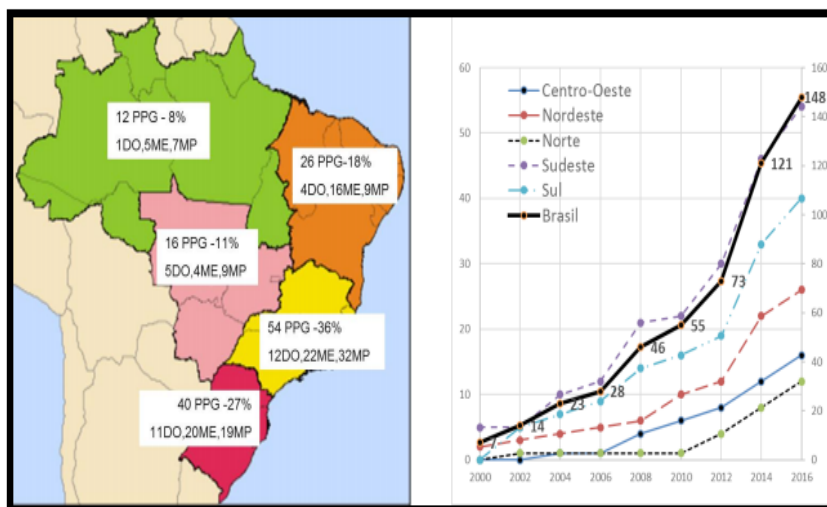 12 PPG - 8%
1DO,5ME,7MP
26 PPG-18%
4DO,16ME,9MP
16 PPG -11%
5DO,4ME,9MP
54 PPG -36%
12DO,22ME,32MP
40 PPG -27%
11DO,20ME,19MP
60
50
40
30
20
10
0
Centro-Oeste
Nordeste
Norte
Sudeste
Sul
Brasil
7
14
23
28
46
55
73
121
148
160
140
120
100
80
60
40
20
0
2000 2002 2004 2006 2008 2010 2012 2014 2016